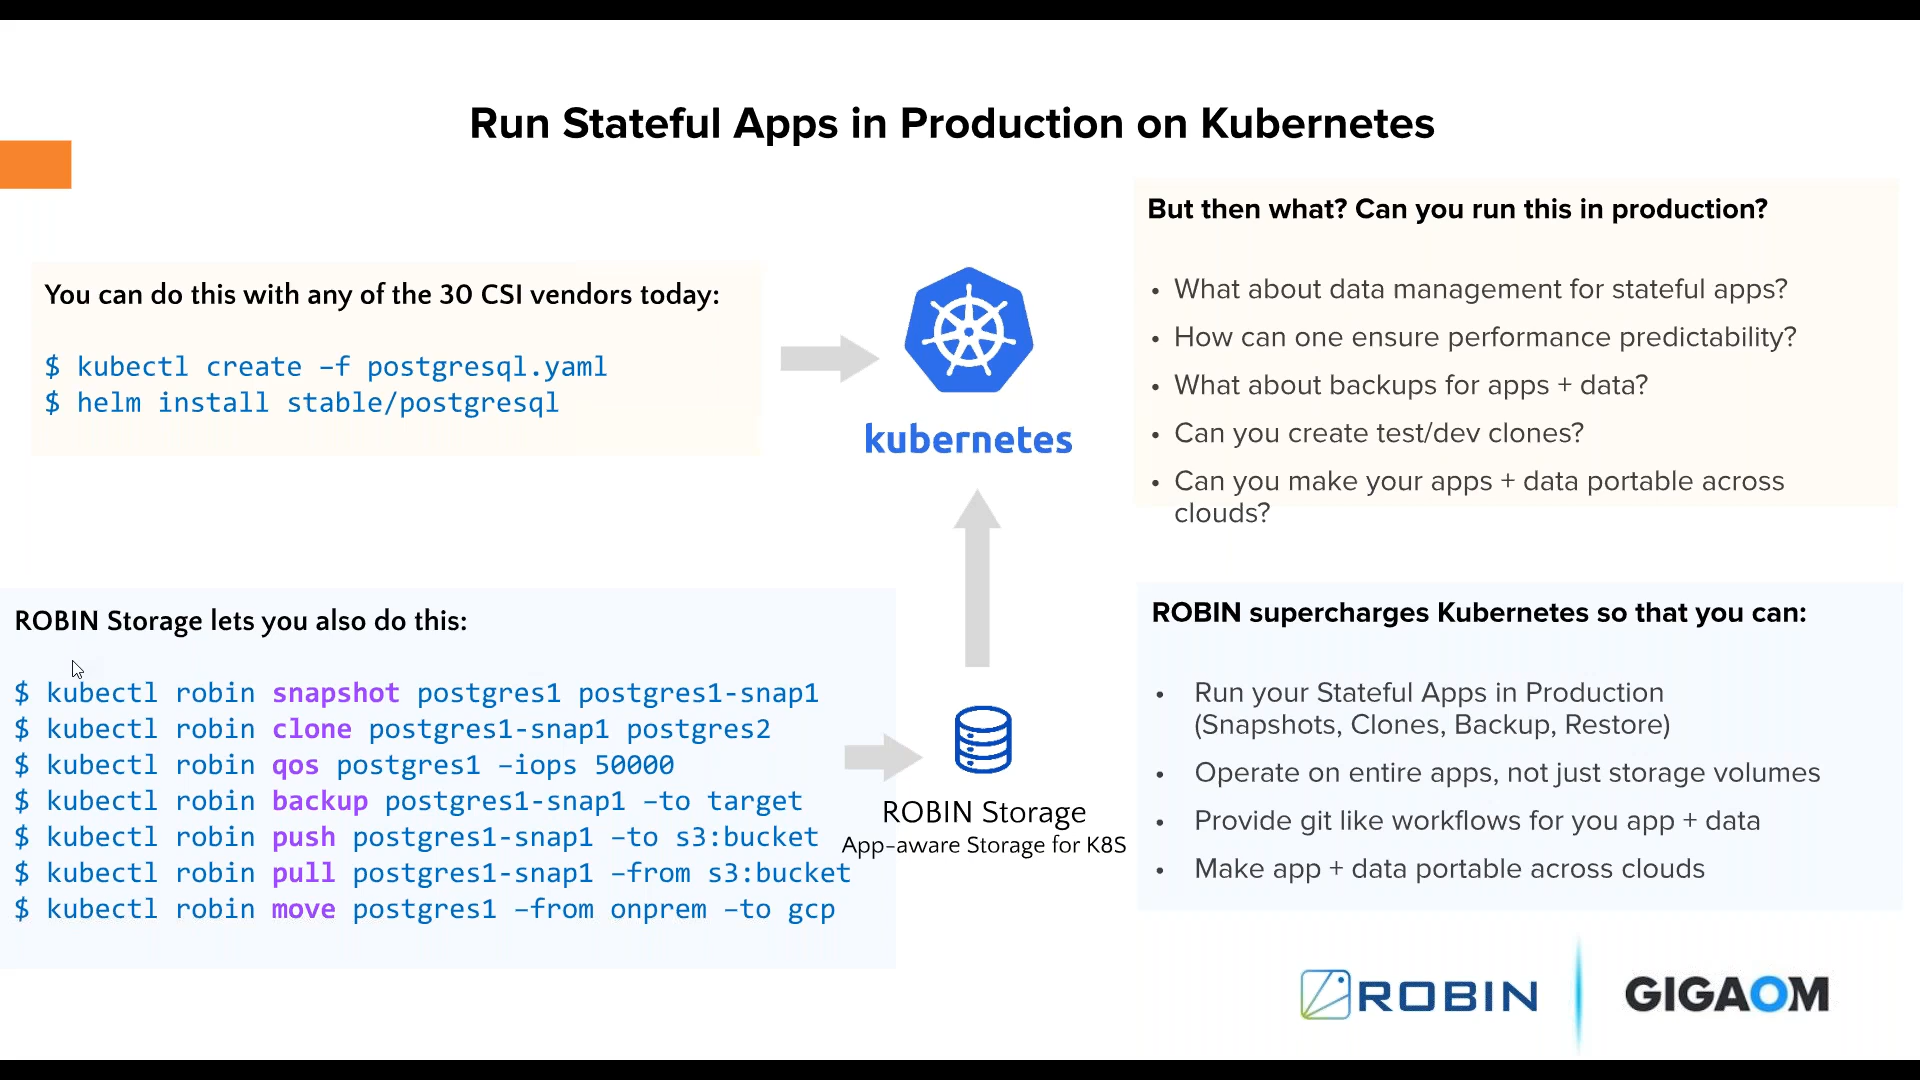 Run Stateful Apps in Production on Kubernetes
You can do this with any of the 30 CSI vendors today:
$ kubectl create –f postgresql.yaml
$ helm install stable/postgresql
kubernetes
But then what? Can you run this in production?
• What about data management for stateful apps?
• How can one ensure performance predictability?
• What about backups for apps + data?
• Can you create test/dev clones?
• Can you make your apps + data portable across
clouds?
ROBIN Storage lets you also do this:
$ kubectl robin snapshot postgres1 postgres1-snap1
$ kubectl robin clone postgres1-snap1 postgres2
$ kubectl robin qos postgres1 –iops 50000
$ kubectl robin backup postgres1-snap1 –to target
$ kubectl robin push postgres1-snap1 –to s3:bucket
$ kubectl robin pull postgres1-snap1 –from s3:bucket
$ kubectl robin move postgres1 –from onprem –to gcp
ROBIN Storage
App-aware Storage for K8S
ROBIN supercharges Kubernetes so that you can:
• Run your Stateful Apps in Production
(Snapshots, Clones, Backup, Restore)
• Operate on entire apps, not just storage volumes
• Provide git like workflows for you app + data
• Make app + data portable across clouds
ROBIN
GIGAOM